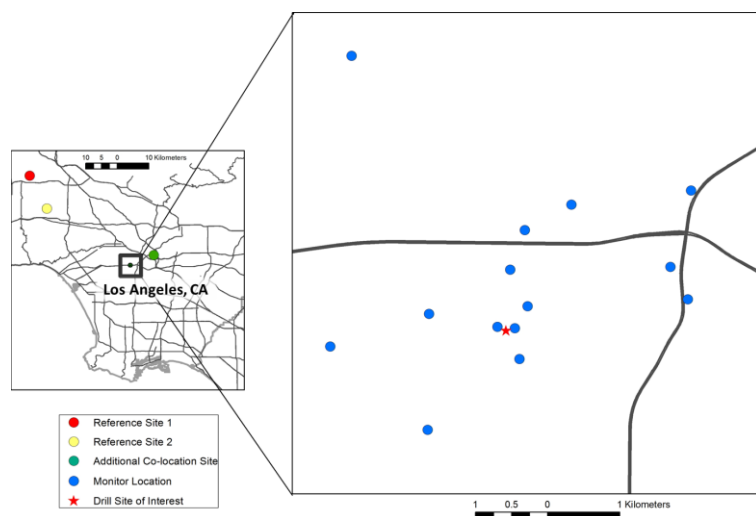 10 5 0 10 Kilometers
Los Angeles, CA
Reference Site 1
Reference Site 2
Additional Co-location Site
Monitor Location
Drill Site of Interest
1 0.5 0 1 Kilometers